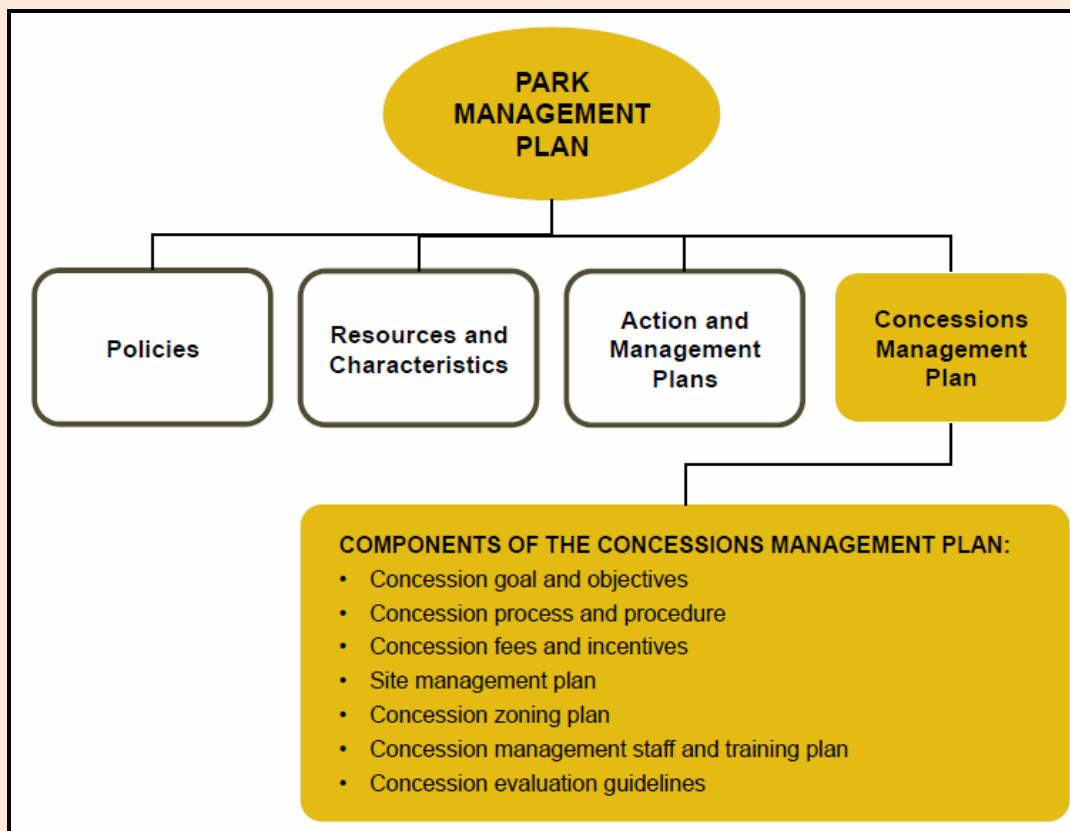 PARK
MANAGEMENT
PLAN
Policies
Resources and
Characteristics
Action and
Management
Plans
Concessions
Management
Plan
COMPONENTS OF THE CONCESSIONS MANAGEMENT PLAN:
• Concession goal and objectives
• Concession process and procedure
• Concession fees and incentives
• Site management plan
• Concession zoning plan
• Concession management staff and training plan
• Concession evaluation guidelines